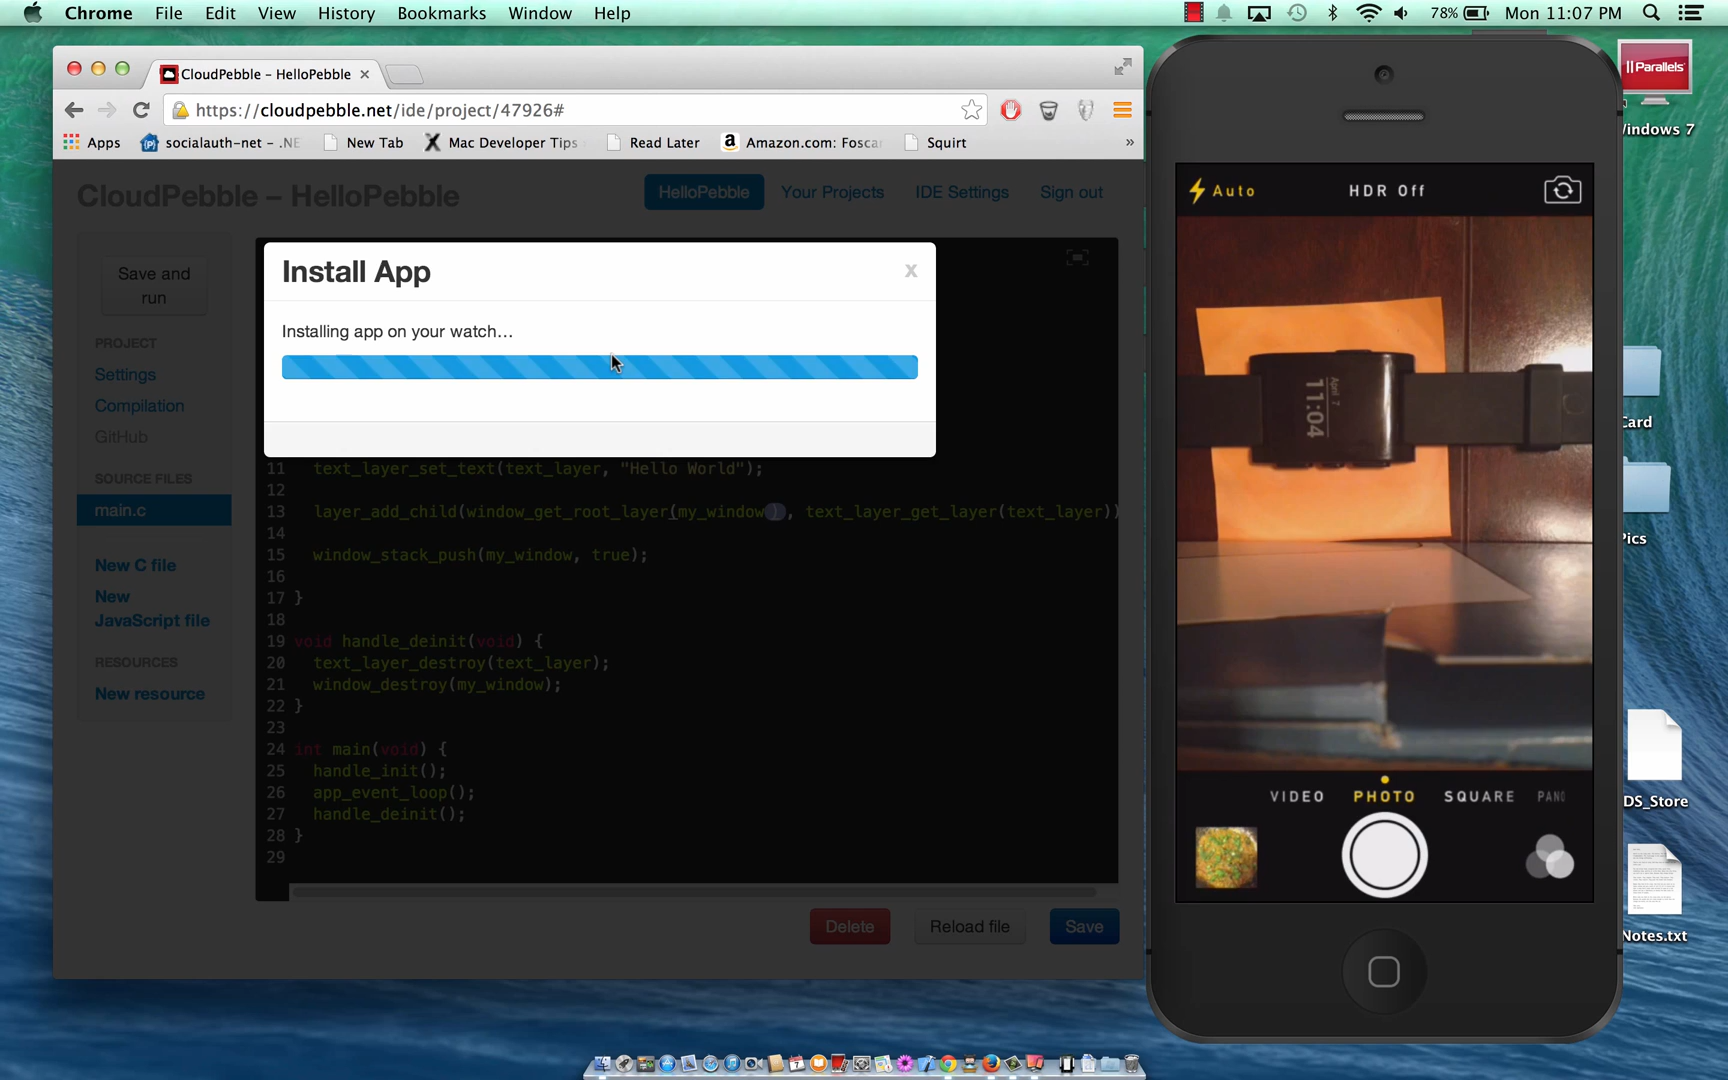 Chrome File Edit View History Bookmarks Window Help
78% Mon 11:07 PM
CloudPebble – HelloPebble
https://cloudpebble.net/ide/project/47926#
Apps socialauth-net – .NE New Tab Mac Developer Tips Read Later Amazon.com: Fosca Squirt »
CloudPebble – HelloPebble
HelloPebble Your Projects IDE Settings Sign out
Save and
run
PROJECT
Settings
Compilation
GitHub
SOURCE FILES
main.c
New C file
New
JavaScript file
RESOURCES
New resource
Install App
x
Installing app on your watch…
11 text_layer_set_text(text_layer, "Hello World");
12
13 layer_add_child(window_get_root_layer(my_window), text_layer_get_layer(text_layer))
14
15 window_stack_push(my_window, true);
16
17 }
18
19 void handle_deinit(void) {
20 text_layer_destroy(text_layer);
21 window_destroy(my_window);
22 }
23
24 int main(void) {
25 handle_init();
26 app_event_loop();
27 handle_deinit();
28 }
29
Delete Reload file Save
Auto HDR Off
April 7
11:04
VIDEO PHOTO SQUARE PANO
Parallels
indows 7
Card
Pics
DS_Store
Notes.txt